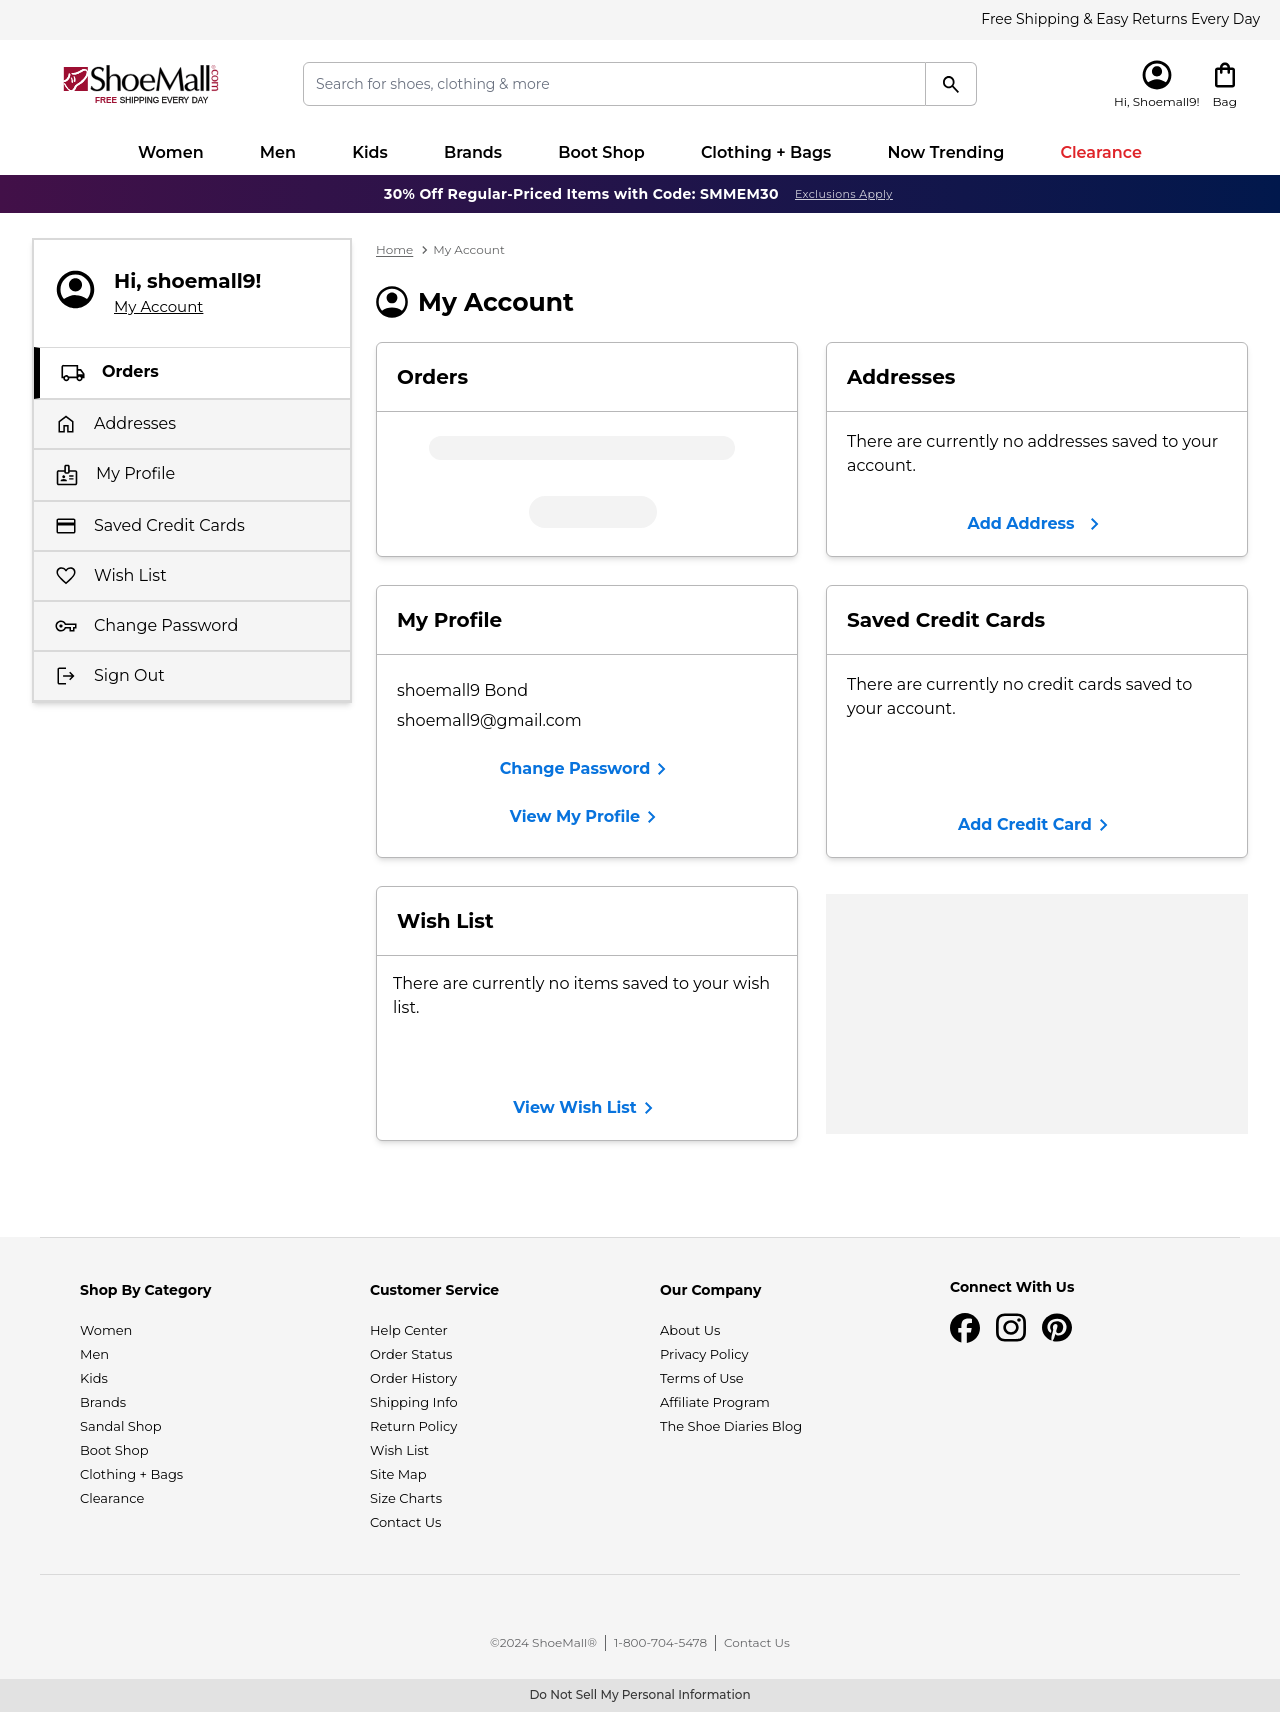 Free Shipping & Easy Returns Every Day
ShoeMall.com
FREE SHIPPING EVERY DAY
Search for shoes, clothing & more
Hi, Shoemall9!
Bag
Women
Men
Kids
Brands
Boot Shop
Clothing + Bags
Now Trending
Clearance
30% Off Regular-Priced Items with Code: SMMEM30 Exclusions Apply
Hi, shoemall9!
My Account
Orders
Addresses
My Profile
Saved Credit Cards
Wish List
Change Password
Sign Out
Home > My Account
My Account
Orders
Addresses
There are currently no addresses saved to your
account.
Add Address
My Profile
shoemall9 Bond
shoemall9@gmail.com
Change Password
View My Profile
Saved Credit Cards
There are currently no credit cards saved to
your account.
Add Credit Card
Wish List
There are currently no items saved to your wish
list.
View Wish List
Shop By Category
Women
Men
Kids
Brands
Sandal Shop
Boot Shop
Clothing + Bags
Clearance
Customer Service
Help Center
Order Status
Order History
Shipping Info
Return Policy
Wish List
Site Map
Size Charts
Contact Us
Our Company
About Us
Privacy Policy
Terms of Use
Affiliate Program
The Shoe Diaries Blog
Connect With Us
©2024 ShoeMall® | 1-800-704-5478 | Contact Us
Do Not Sell My Personal Information